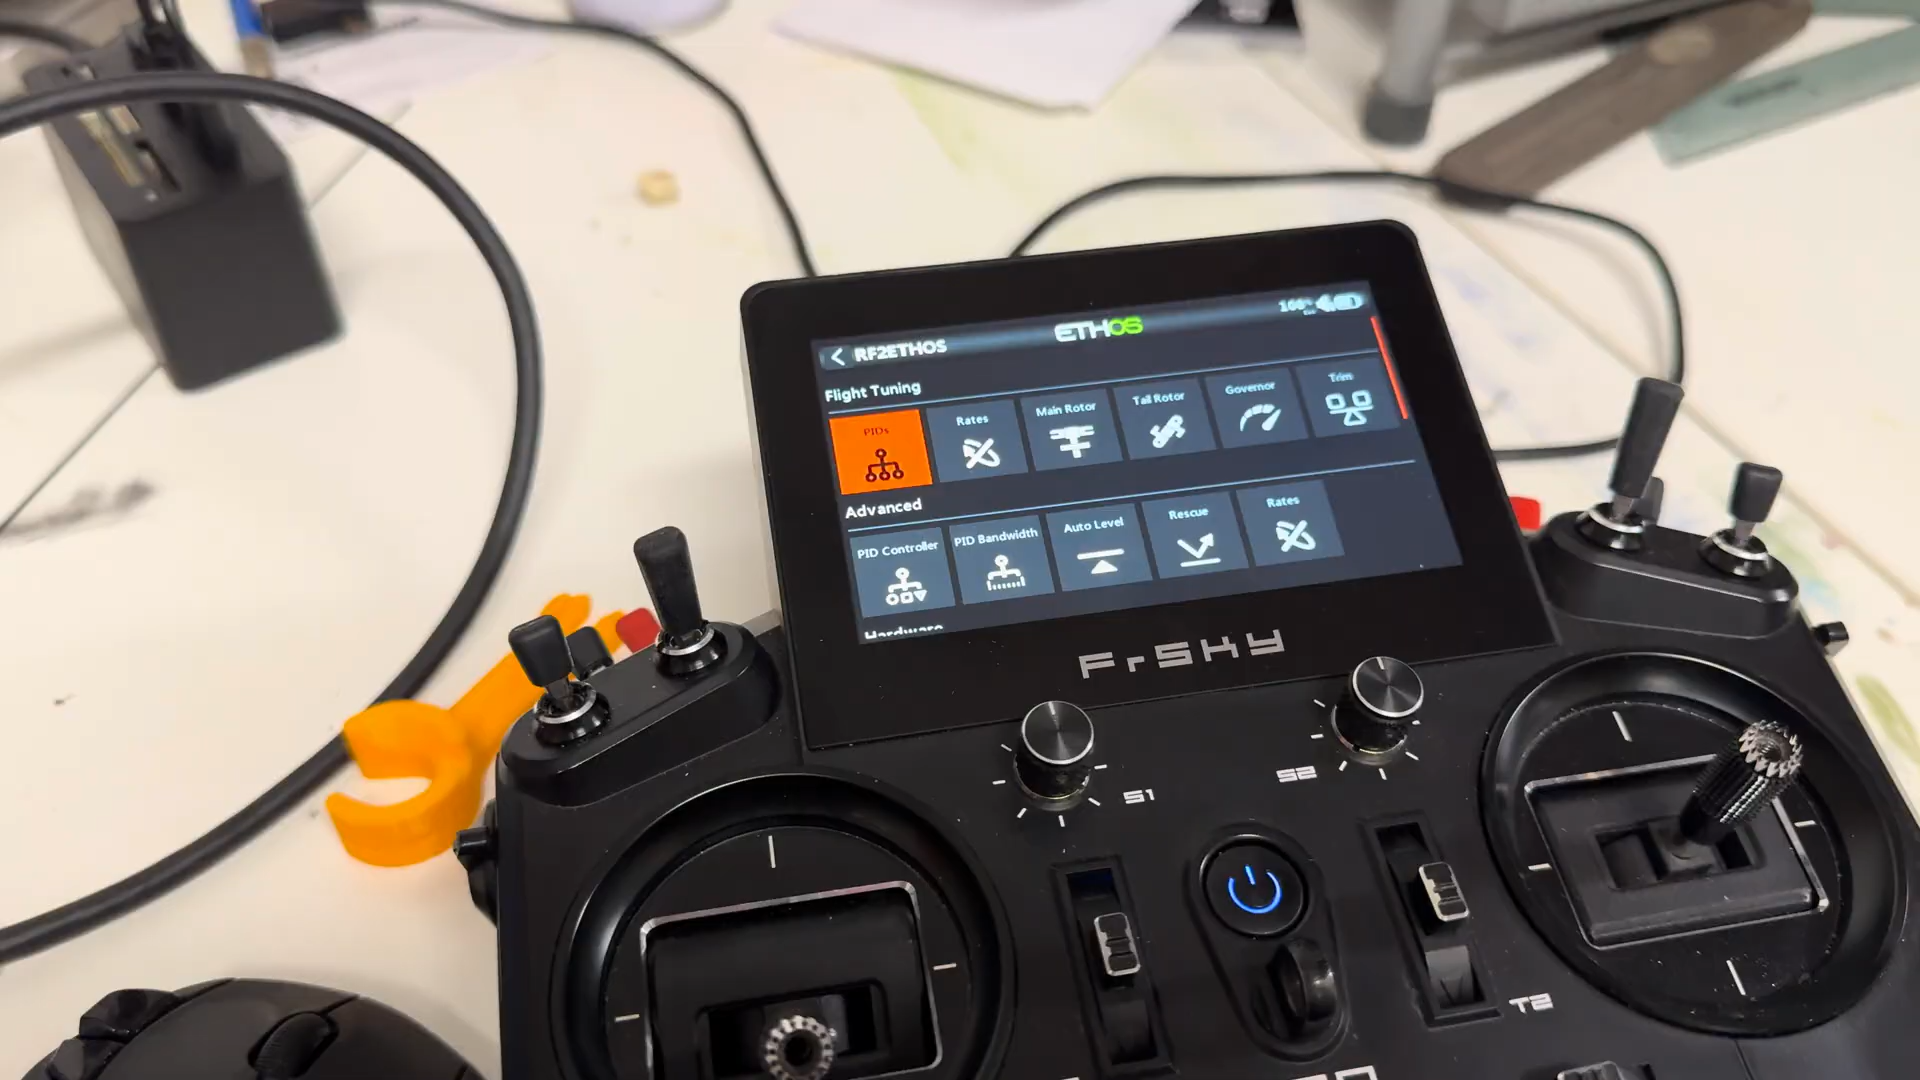 ETHOS
RF2ETHOS
Flight Tuning
PIDs
Rates
Main Rotor
Tail Rotor
Governor
Trim
Advanced
PID Controller
PID Bandwidth
Auto Level
Rescue
Rates
Hardware
FrSKY
S1
S2
T2